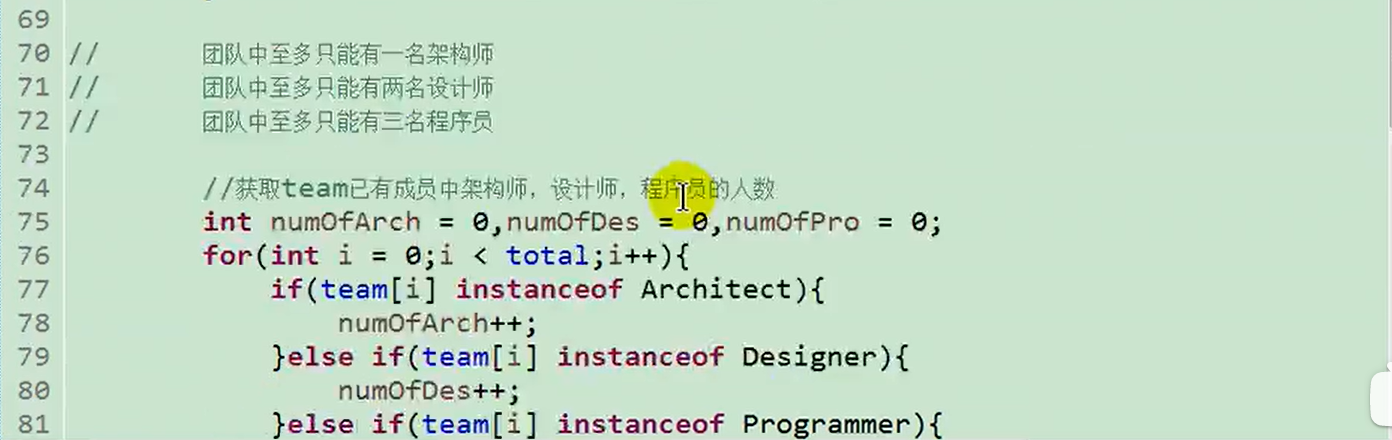 69
70 // 团队中至多只能有一名架构师
71 // 团队中至多只能有两名设计师
72 // 团队中至多只能有三名程序员
73
74 //获取team已有成员中架构师，设计师，程序员的人数
75 int numOfArch = 0,numOfDes = 0,numOfPro = 0;
76 for(int i = 0;i < total;i++){
77 if(team[i] instanceof Architect){
78 numOfArch++;
79 }else if(team[i] instanceof Designer){
80 numOfDes++;
81 }else if(team[i] instanceof Programmer){